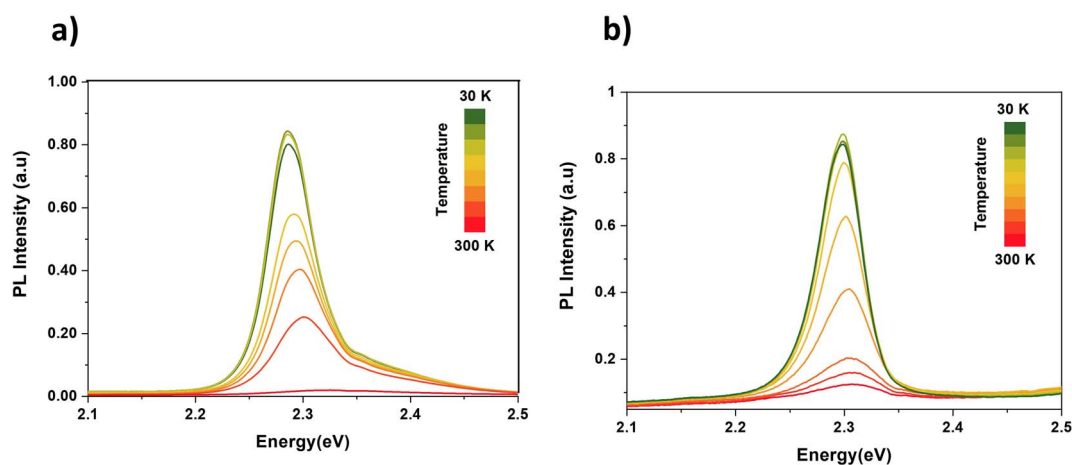 a)
1.00
0.80
0.60
0.40
0.20
0.00
PL Intensity (a.u)
30 K
Temperature
300 K
2.1 2.2 2.3 2.4 2.5
Energy(eV)
b)
1
0.8
0.6
0.4
0.2
PL Intensity (a.u)
30 K
Temperature
300 K
2.1 2.2 2.3 2.4 2.5
Energy(eV)